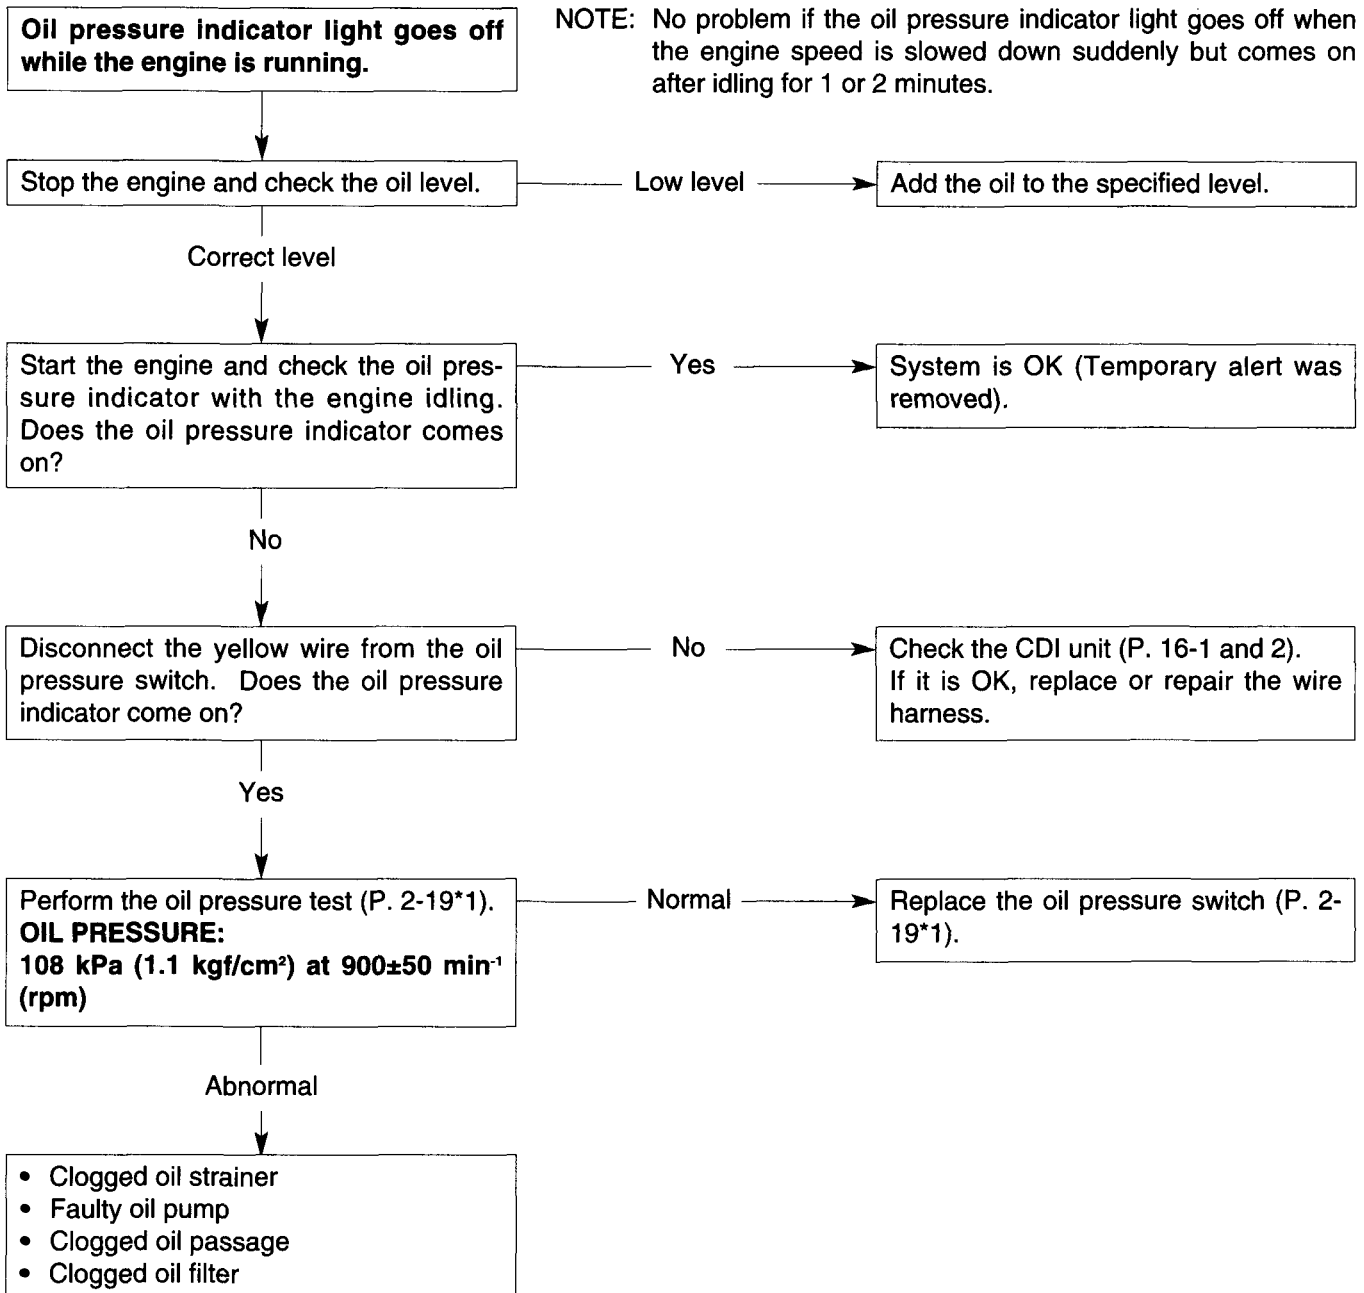 Oil pressure indicator light goes off
while the engine is running.
NOTE: No problem if the oil pressure indicator light goes off when
the engine speed is slowed down suddenly but comes on
after idling for 1 or 2 minutes.
Stop the engine and check the oil level.
Low level
Add the oil to the specified level.
Correct level
Start the engine and check the oil pres-
sure indicator with the engine idling.
Does the oil pressure indicator comes
on?
Yes
System is OK (Temporary alert was
removed).
No
Disconnect the yellow wire from the oil
pressure switch. Does the oil pressure
indicator come on?
No
Check the CDI unit (P. 16-1 and 2).
If it is OK, replace or repair the wire
harness.
Yes
Perform the oil pressure test (P. 2-19*1).
OIL PRESSURE:
108 kPa (1.1 kgf/cm²) at 900±50 min⁻¹
(rpm)
Normal
Replace the oil pressure switch (P. 2-
19*1).
Abnormal
• Clogged oil strainer
• Faulty oil pump
• Clogged oil passage
• Clogged oil filter